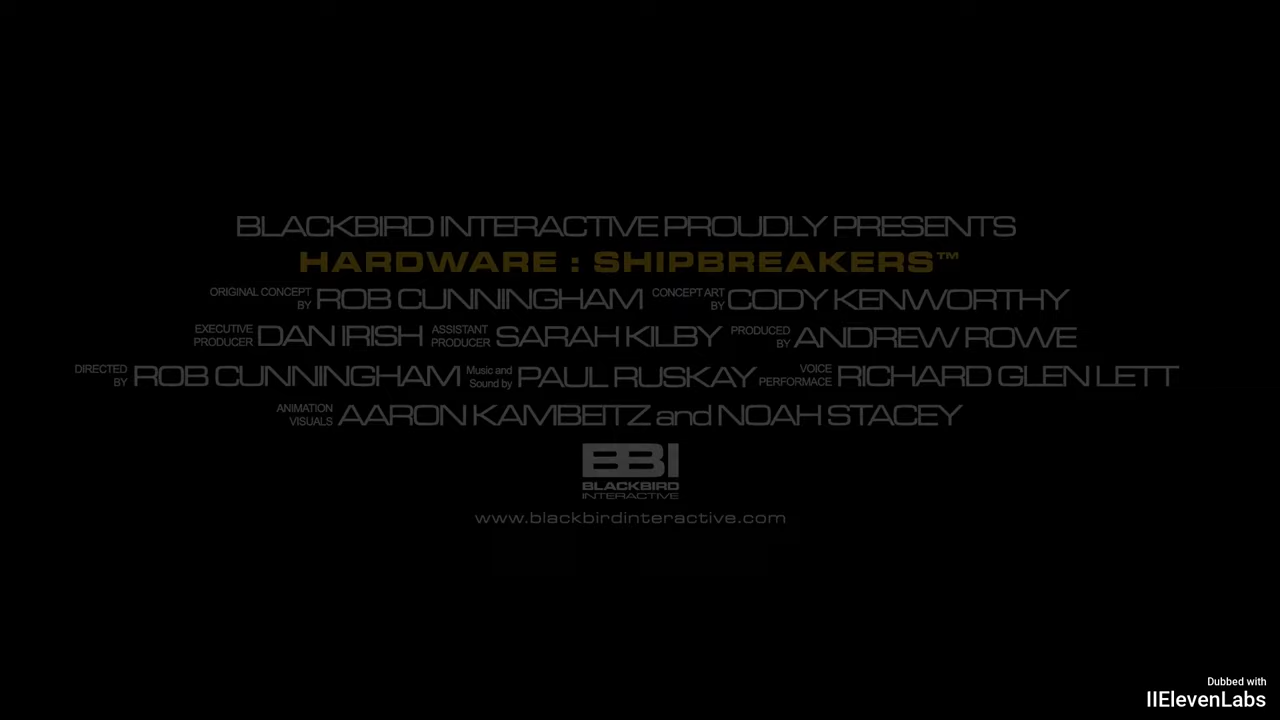 BLACKBIRD INTERACTIVE PROUDLY PRESENTS
HARDWARE : SHIPBREAKERS™
ORIGINAL CONCEPT BY ROB CUNNINGHAM CONCEPT ART BY CODY KENWORTHY
EXECUTIVE PRODUCER DAN IRISH ASSISTANT PRODUCER SARAH KILBY PRODUCED BY ANDREW ROWE
DIRECTED BY ROB CUNNINGHAM Music and Sound by PAUL RUSKAY VOICE PERFORMACE RICHARD GLEN LETT
ANIMATION VISUALS AARON KAMBEITZ and NOAH STACEY
BBI
BLACKBIRD
INTERACTIVE
www.blackbirdinteractive.com
Dubbed with
IIElevenLabs